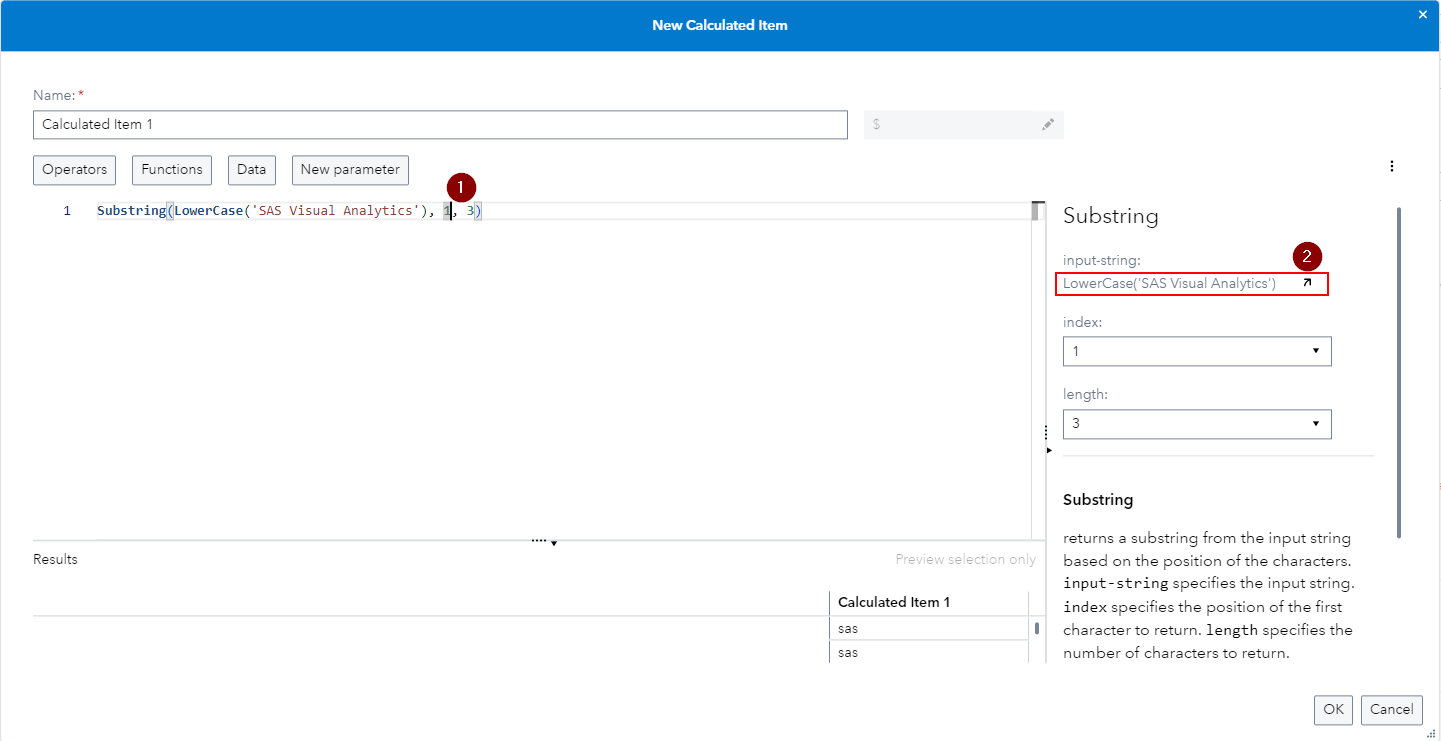 New Calculated Item
Name: *
Calculated Item 1
$
Operators
Functions
Data
New parameter
1
1 Substring(LowerCase('SAS Visual Analytics'), 1, 3)
Substring
input-string:
2
LowerCase('SAS Visual Analytics')
index:
1
length:
3
Substring
returns a substring from the input string
based on the position of the characters.
input-string specifies the input string.
index specifies the position of the first
character to return. length specifies the
number of characters to return.
Results
Preview selection only
Calculated Item 1
sas
sas
OK
Cancel